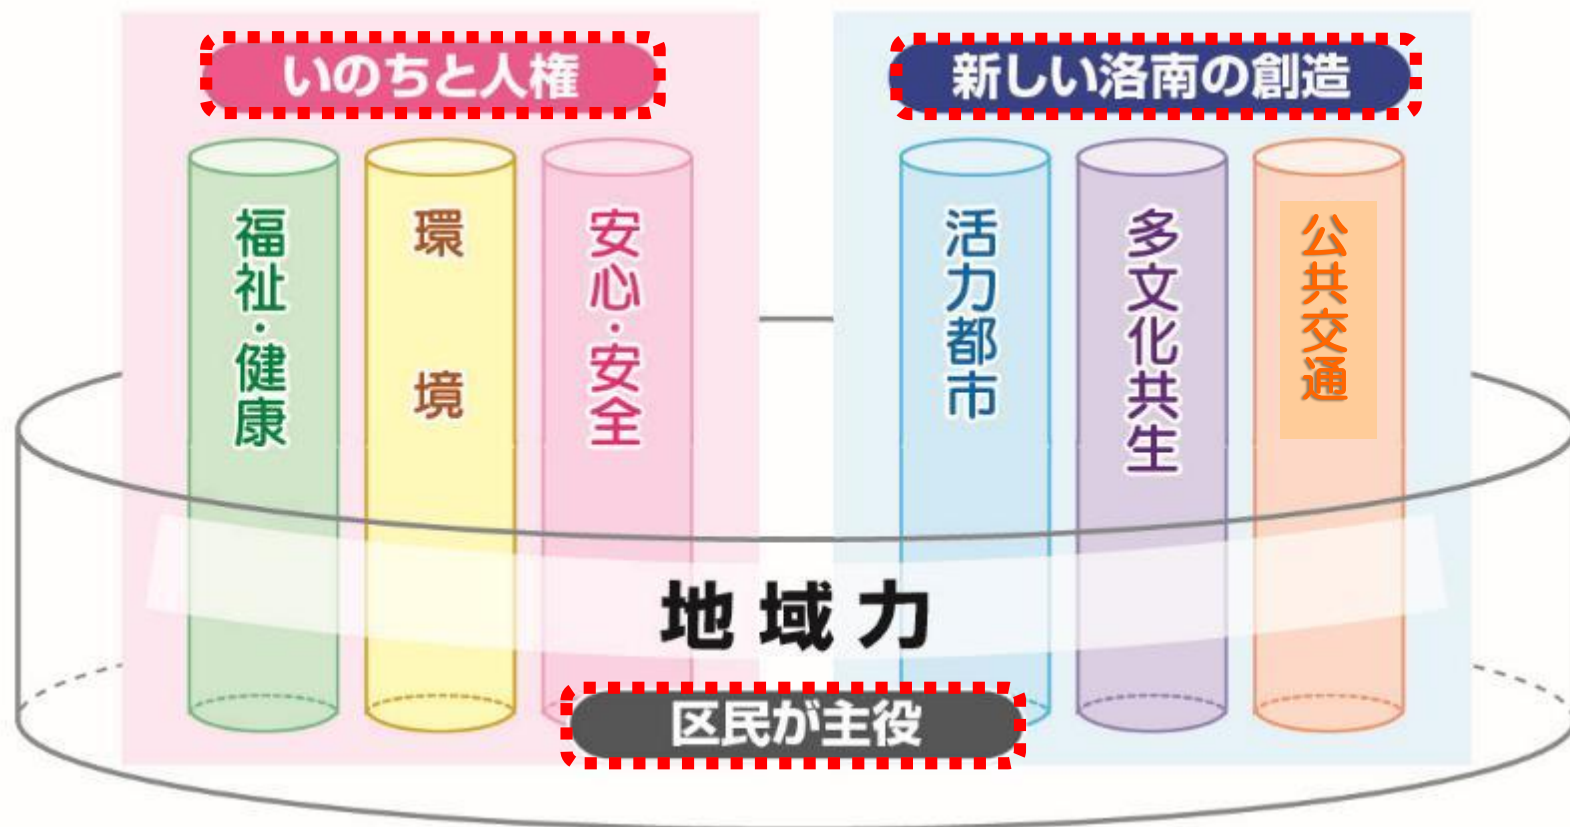 いのちと人権
新しい洛南の創造
福祉・健康
環境
安心・安全
活力都市
多文化共生
公共交通
地域力
区民が主役